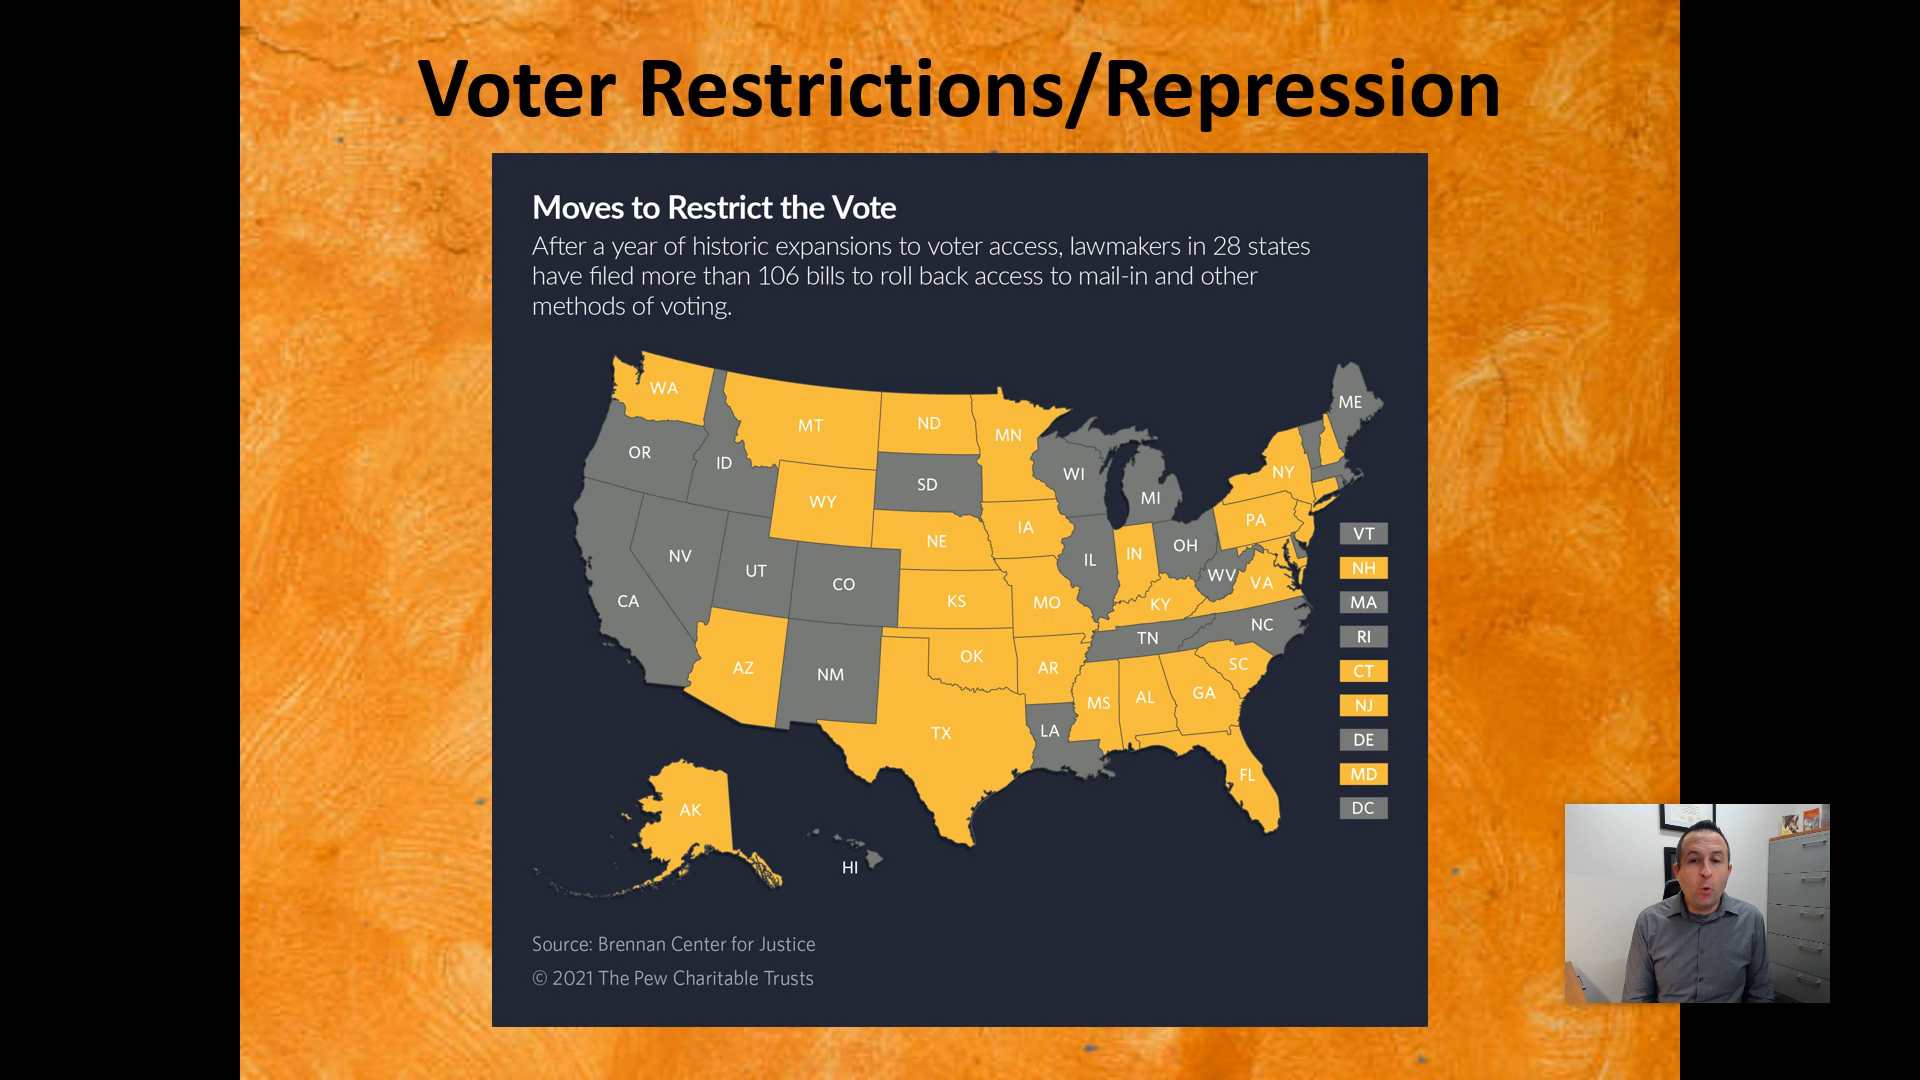 Voter Restrictions/Repression
Moves to Restrict the Vote
After a year of historic expansions to voter access, lawmakers in 28 states
have filed more than 106 bills to roll back access to mail-in and other
methods of voting.
WA
MT
ND
MN
ME
OR
ID
WY
SD
WI
MI
NY
NV
UT
CO
NE
IA
IL
IN
OH
PA
WV
VA
CA
KS
MO
KY
TN
NC
AZ
NM
OK
AR
SC
TX
LA
MS
AL
GA
FL
AK
HI
VT
NH
MA
RI
CT
NJ
DE
MD
DC
Source: Brennan Center for Justice
© 2021 The Pew Charitable Trusts